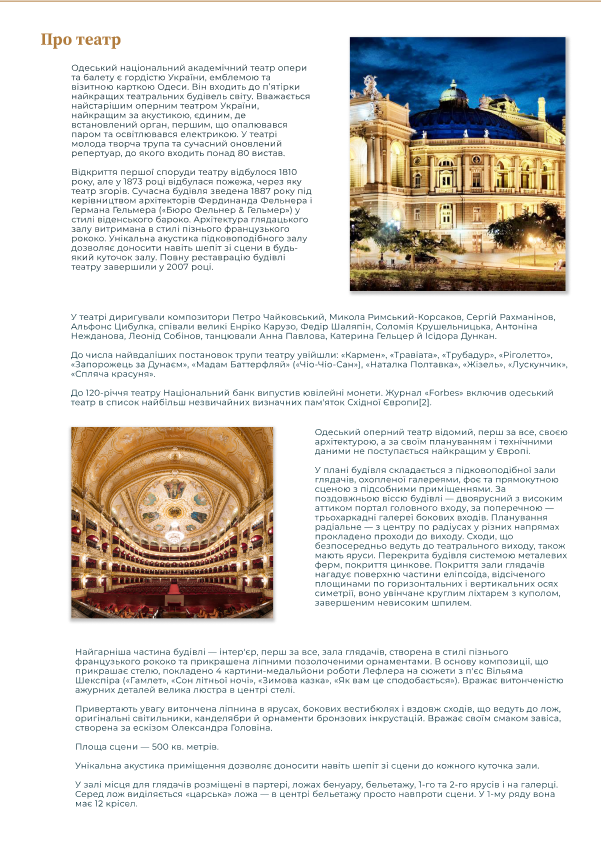 Про театр
Одеський національний академічний театр опери
та балету є гордістю України, емблемою та
візитною карткою Одеси. Він входить до п'ятірки
найкращих театральних будівель світу. Вважається
найстарішим оперним театром України,
найкращим за акустикою, єдиним, де
встановлений орган, першим, що опалювався
паром та освітлювався електрикою. У театрі
молода творча трупа та сучасний оновлений
репертуар, до якого входить понад 80 вистав.
Відкриття першої споруди театру відбулося 1810
року, але у 1873 році відбулася пожежа, через яку
театр згорів. Сучасна будівля зведена 1887 року під
керівництвом архітекторів Фердинанда Фельнера і
Германа Гельмера («Бюро Фельнер & Гельмер») у
стилі віденського бароко. Архітектура глядацького
залу витримана в стилі пізнього французького
рококо. Унікальна акустика підковоподібного залу
дозволяє доносити навіть шепіт зі сцени в будь-
який куточок залу. Повну реставрацію будівлі
театру завершили у 2007 році.
У театрі диригували композитори Петро Чайковський, Микола Римський-Корсаков, Сергій Рахманінов,
Альфонс Цибулка, співали великі Енріко Карузо, Федір Шаляпін, Соломія Крушельницька, Антоніна
Нежданова, Леонід Собінов, танцювали Анна Павлова, Катерина Гельцер й Ісідора Дункан.
До числа найвдаліших постановок трупи театру увійшли: «Кармен», «Травіата», «Трубадур», «Ріголетто»,
«Запорожець за Дунаєм», «Мадам Баттерфляй» («Чіо-Чіо-Сан»), «Наталка Полтавка», «Жізель», «Лускунчик»,
«Спляча красуня».
До 120-річчя театру Національний банк випустив ювілейні монети. Журнал «Forbes» включив одеський
театр в список найбільш незвичайних визначних пам'яток Східної Європи[2].
Одеський оперний театр відомий, перш за все, своєю
архітектурою, а за своїм плануванням і технічними
даними не поступається найкращим у Європі.
У плані будівля складається з підковоподібної зали
глядачів, охопленої галереями, фоє та прямокутною
сценою з підсобними приміщеннями. За
поздовжньою віссю будівлі — двоярусний з високим
аттиком портал головного входу, за поперечною —
трьохаркадні галереї бокових входів. Планування
радіальне — з центру по радіусах у різних напрямах
прокладено проходи до виходу. Сходи, що
безпосередньо ведуть до театрального виходу, також
мають яруси. Перекрита будівля системою металевих
ферм, покриття цинкове. Покриття зали глядачів
нагадує поверхню частини еліпсоїда, відсіченого
площинами по горизонтальних і вертикальних осях
симетрії, воно увінчане круглим ліхтарем з куполом,
завершеним невисоким шпилем.
Найгарніша частина будівлі — інтер'єр, перш за все, зала глядачів, створена в стилі пізнього
французького рококо та прикрашена ліпними позолоченими орнаментами. В основу композиції, що
прикрашає стелю, покладено 4 картини-медальйони роботи Лефлера на сюжети з п'єс Вільяма
Шекспіра («Гамлет», «Сон літньої ночі», «Зимова казка», «Як вам це сподобається»). Вражає витонченістю
ажурних деталей велика люстра в центрі стелі.
Привертають увагу витончена ліпнина в ярусах, бокових вестибюлях і вздовж сходів, що ведуть до лож,
оригінальні світильники, канделябри й орнаменти бронзових інкрустацій. Вражає своїм смаком завіса,
створена за ескізом Олександра Головіна.
Площа сцени — 500 кв. метрів.
Унікальна акустика приміщення дозволяє доносити навіть шепіт зі сцени до кожного куточка зали.
У залі місця для глядачів розміщені в партері, ложах бенуару, бельетажу, 1-го та 2-го ярусів і на галерці.
Серед лож виділяється «царська» ложа — в центрі бельетажу просто навпроти сцени. У 1-му ряду вона
має 12 крісел.